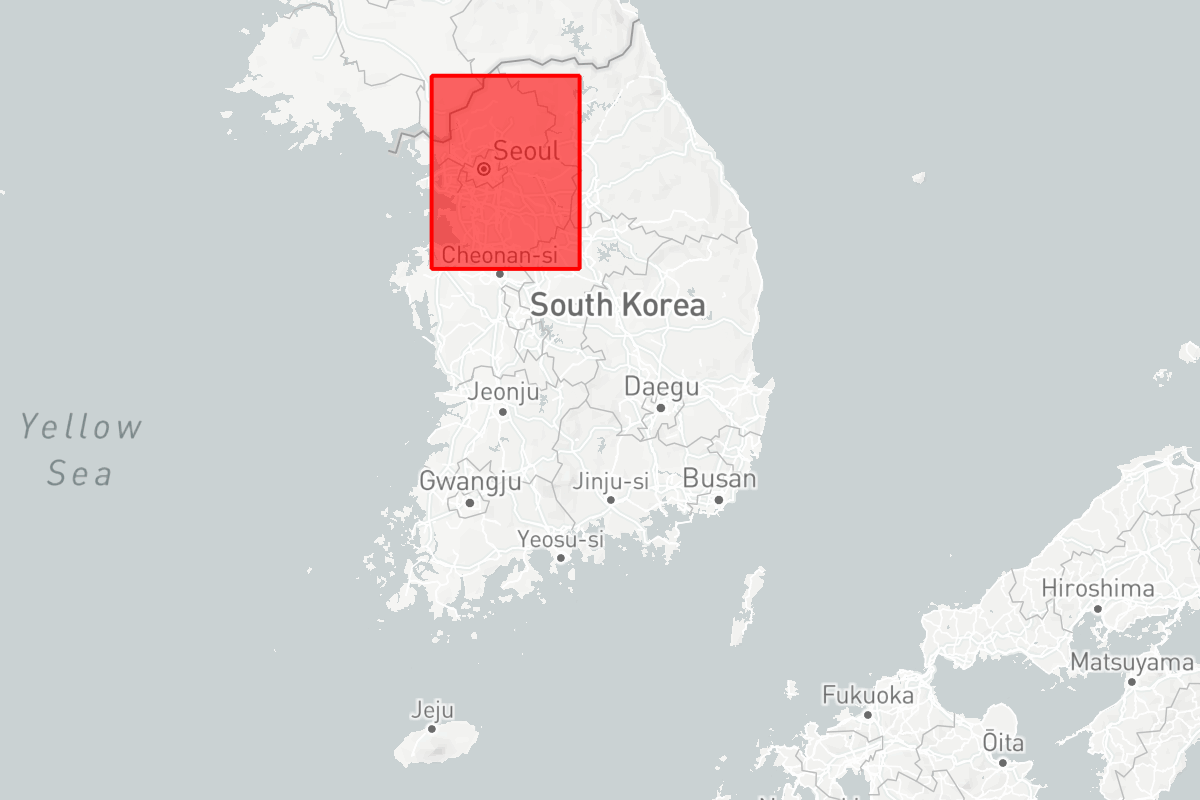 Seoul
Cheonan-si
South Korea
Jeonju
Daegu
Yellow
Sea
Gwangju
Jinju-si
Busan
Yeosu-si
Hiroshima
Matsuyama
Fukuoka
Jeju
Ōita